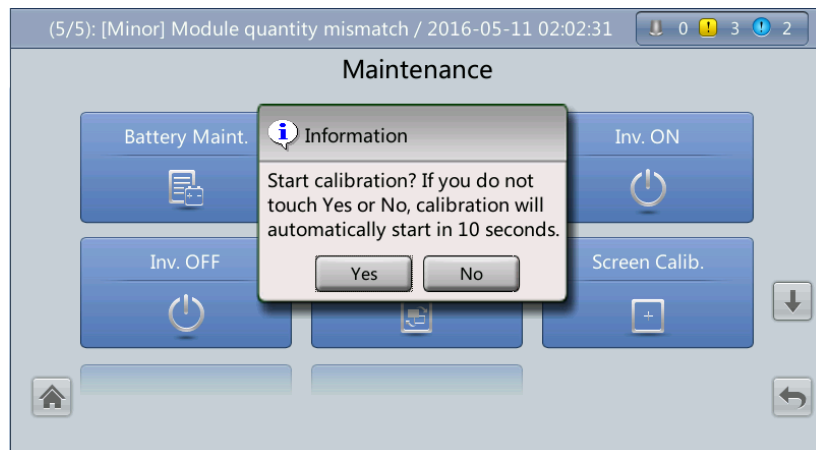 (5/5): [Minor] Module quantity mismatch / 2016-05-11 02:02:31 0 ! 3 2
Maintenance
Battery Maint.
Inv. ON
Information
Start calibration? If you do not
touch Yes or No, calibration will
automatically start in 10 seconds.
Yes No
Inv. OFF
Screen Calib.